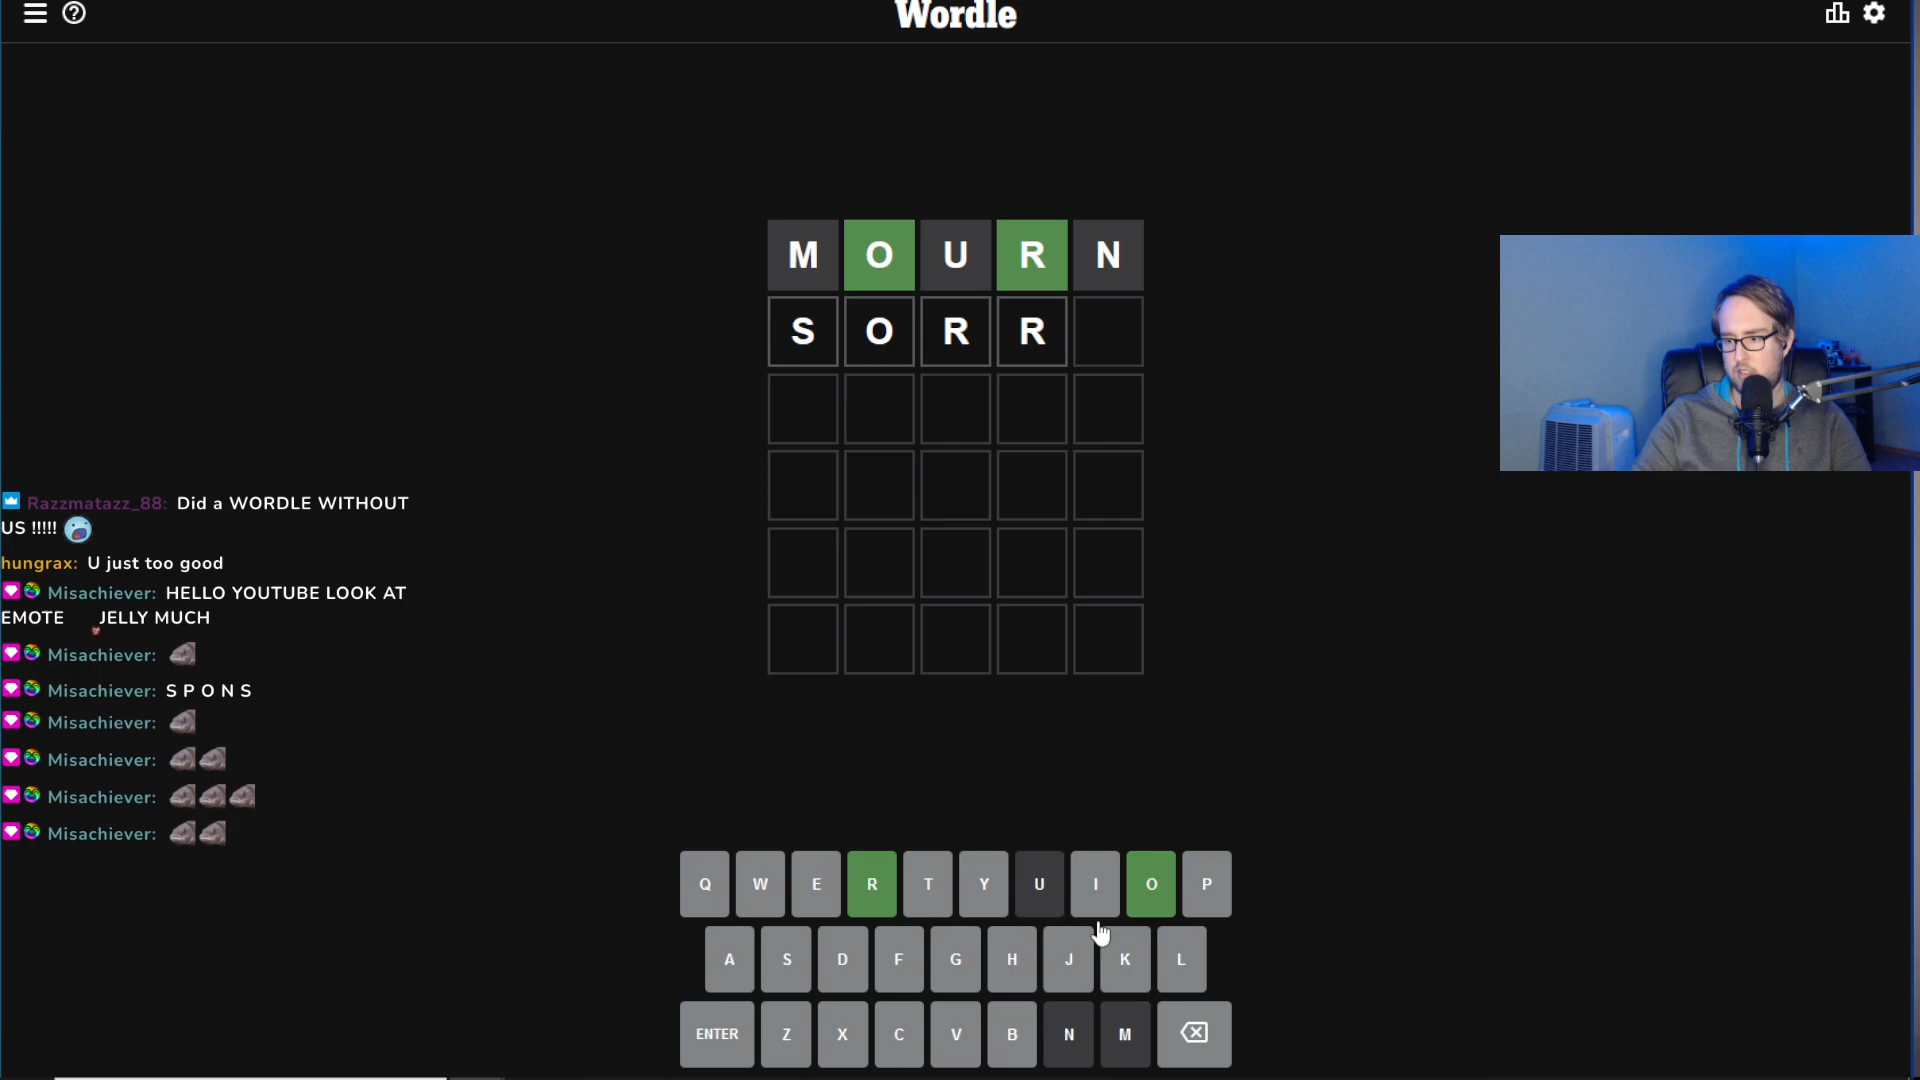 Wordle
M O U R N
S O R R
Razzmatazz_88: Did a WORDLE WITHOUT
US !!!!!
hungrax: U just too good
Misachiever: HELLO YOUTUBE LOOK AT
EMOTE JELLY MUCH
Misachiever:
Misachiever: S P O N S
Misachiever:
Misachiever:
Misachiever:
Misachiever:
Q W E R T Y U I O P
A S D F G H J K L
ENTER Z X C V B N M